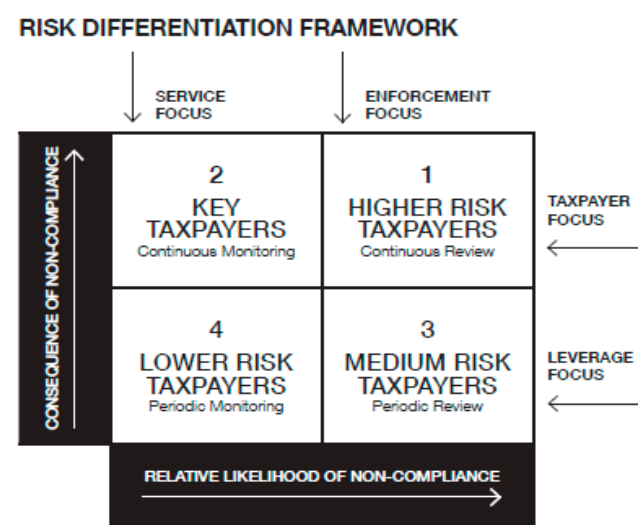 RISK DIFFERENTIATION FRAMEWORK
SERVICE
FOCUS
ENFORCEMENT
FOCUS
CONSEQUENCE OF NON-COMPLIANCE
2
KEY
TAXPAYERS
Continuous Monitoring
1
HIGHER RISK
TAXPAYERS
Continuous Review
TAXPAYER
FOCUS
4
LOWER RISK
TAXPAYERS
Periodic Monitoring
3
MEDIUM RISK
TAXPAYERS
Periodic Review
LEVERAGE
FOCUS
RELATIVE LIKELIHOOD OF NON-COMPLIANCE